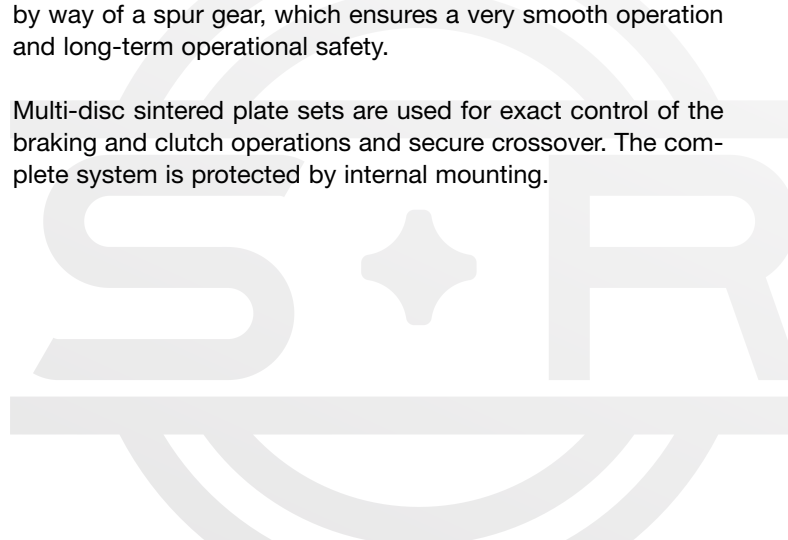 by way of a spur gear, which ensures a very smooth operation
and long-term operational safety.
Multi-disc sintered plate sets are used for exact control of the
braking and clutch operations and secure crossover. The com-
plete system is protected by internal mounting.
S R